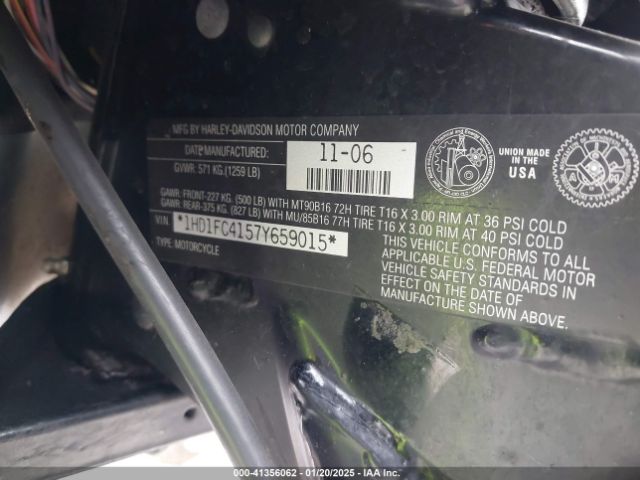 MFG BY HARLEY-DAVIDSON MOTOR COMPANY
DATE MANUFACTURED: 11-06
GVWR: 571 KG. (1259 LB)
GAWR: FRONT-227 KG. (500 LB) WITH MT90B16 72H TIRE T16 X 3.00 RIM AT 36 PSI COLD
GAWR: REAR-375 KG. (827 LB) WITH MU/85B16 77H TIRE T16 X 3.00 RIM AT 40 PSI COLD
VIN *1HD1FC4157Y659015*
TYPE: MOTORCYCLE
UNION MADE
IN THE
USA
THIS VEHICLE CONFORMS TO ALL
APPLICABLE U.S. FEDERAL MOTOR
VEHICLE SAFETY STANDARDS IN
EFFECT ON THE DATE OF
MANUFACTURE SHOWN ABOVE.
000-41356062 | 01/20/2025 | IAA Inc.